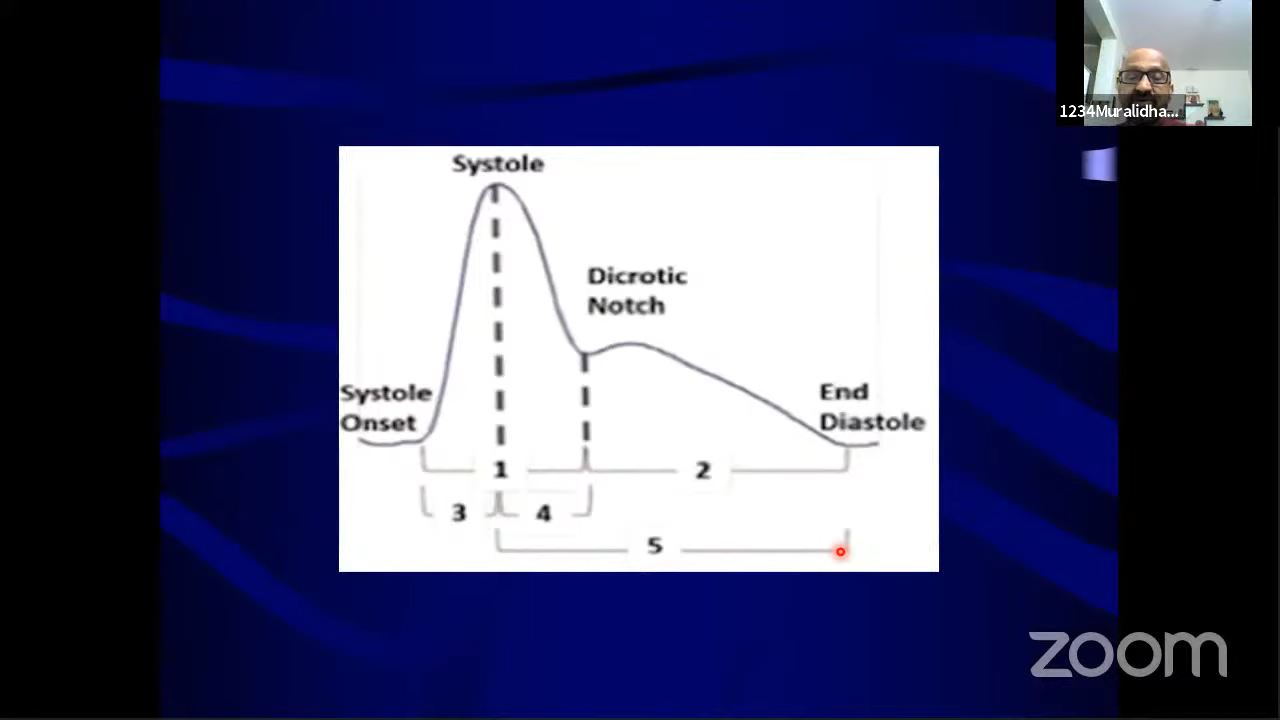 1234Muralidha...
Systole
Dicrotic
Notch
Systole
Onset
End
Diastole
1
2
3
4
5
zoom